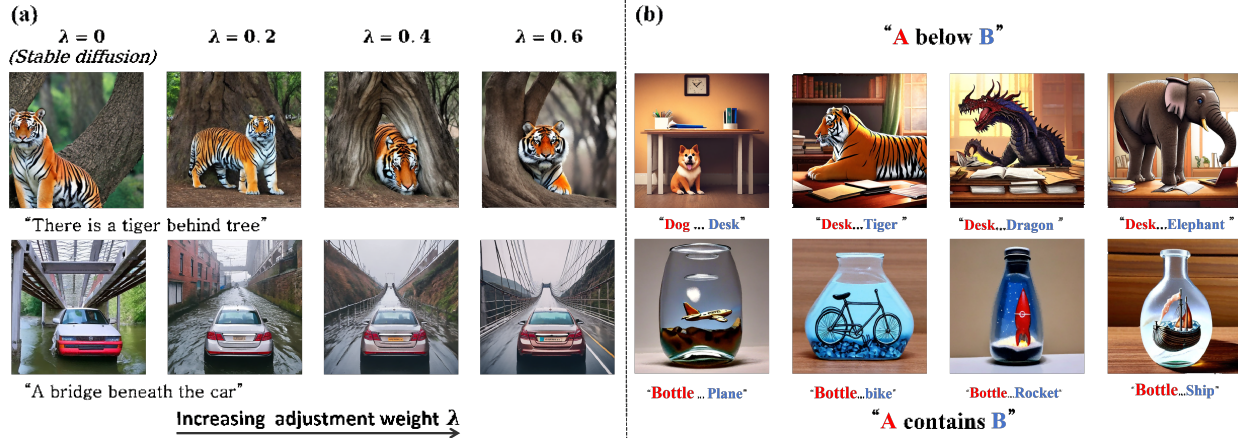 (a)
λ = 0 λ = 0.2 λ = 0.4 λ = 0.6
(Stable diffusion)
“There is a tiger behind tree”
“A bridge beneath the car”
Increasing adjustment weight λ
(b)
“A below B”
“Dog ... Desk” “Desk...Tiger” “Desk...Dragon ” “Desk...Elephant”
“Bottle ... Plane” “Bottle...bike” “Bottle...Rocket” “Bottle...Ship”
“A contains B”